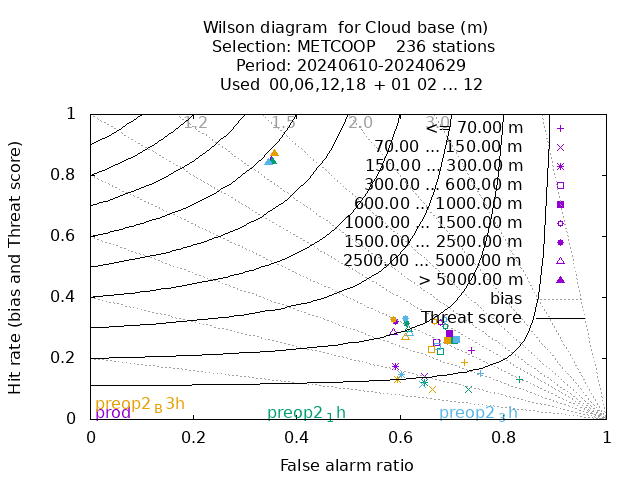 Wilson diagram  for Cloud base (m)
Selection: METCOOP    236 stations
Period: 20240610-20240629
Used  00,06,12,18  + 01 02 ... 12
1.2 1.5 2.0 3.0
<= 70.00 m
70.00 ... 150.00 m
150.00 ... 300.00 m
300.00 ... 600.00 m
600.00 ... 1000.00 m
1000.00 ... 1500.00 m
1500.00 ... 2500.00 m
2500.00 ... 5000.00 m
> 5000.00 m
bias
Threat score
1
0.8
0.6
0.4
0.2
0
Hit rate (bias and Threat score)
preop2_B3h
prod preop2_1h preop2_3h
0 0.2 0.4 0.6 0.8 1
False alarm ratio